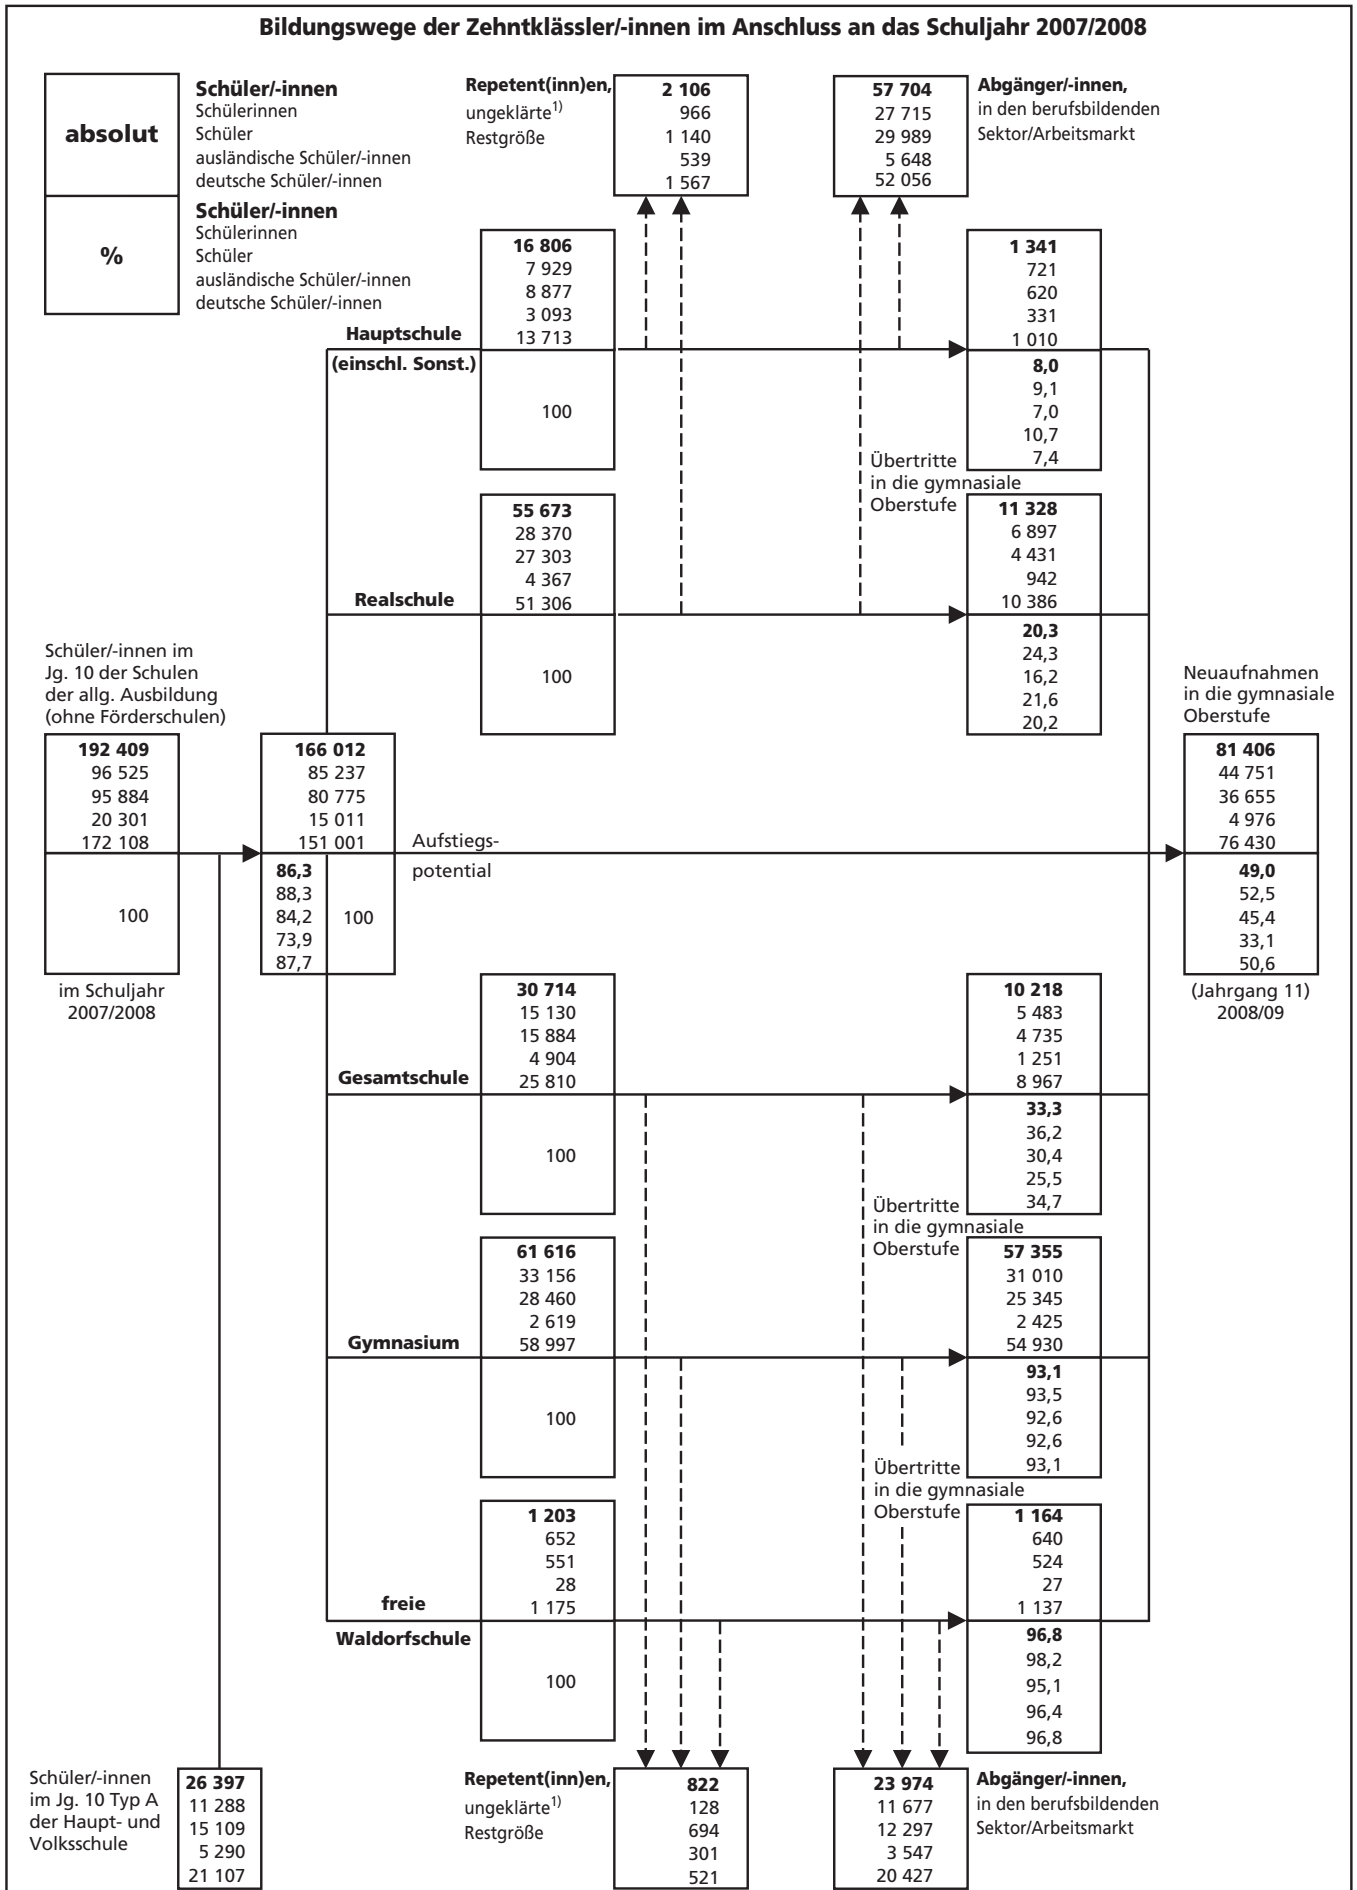 Bildungswege der Zehntklässler/-innen im Anschluss an das Schuljahr 2007/2008
absolut
Schüler/-innen
Schülerinnen
Schüler
ausländische Schüler/-innen
deutsche Schüler/-innen
%
Schüler/-innen
Schülerinnen
Schüler
ausländische Schüler/-innen
deutsche Schüler/-innen
Repetent(inn)en,
ungeklärte1)
Restgröße
2 106
966
1 140
539
1 567
57 704
27 715
29 989
5 648
52 056
Abgänger/-innen,
in den berufsbildenden
Sektor/Arbeitsmarkt
Hauptschule
(einschl. Sonst.)
16 806
7 929
8 877
3 093
13 713
100
1 341
721
620
331
1 010
8,0
9,1
7,0
10,7
7,4
Übertritte
in die gymnasiale
Oberstufe
Realschule
55 673
28 370
27 303
4 367
51 306
100
11 328
6 897
4 431
942
10 386
20,3
24,3
16,2
21,6
20,2
Schüler/-innen im
Jg. 10 der Schulen
der allg. Ausbildung
(ohne Förderschulen)
192 409
96 525
95 884
20 301
172 108
100
im Schuljahr
2007/2008
166 012
85 237
80 775
15 011
151 001
86,3
88,3
84,2
73,9
87,7
100
Aufstiegs-
potential
Neuaufnahmen
in die gymnasiale
Oberstufe
81 406
44 751
36 655
4 976
76 430
49,0
52,5
45,4
33,1
50,6
(Jahrgang 11)
2008/09
Gesamtschule
30 714
15 130
15 884
4 904
25 810
100
10 218
5 483
4 735
1 251
8 967
33,3
36,2
30,4
25,5
34,7
Übertritte
in die gymnasiale
Oberstufe
Gymnasium
61 616
33 156
28 460
2 619
58 997
100
57 355
31 010
25 345
2 425
54 930
93,1
93,5
92,6
92,6
93,1
Übertritte
in die gymnasiale
Oberstufe
freie
Waldorfschule
1 203
652
551
28
1 175
100
1 164
640
524
27
1 137
96,8
98,2
95,1
96,4
96,8
Schüler/-innen
im Jg. 10 Typ A
der Haupt- und
Volksschule
26 397
11 288
15 109
5 290
21 107
Repetent(inn)en,
ungeklärte1)
Restgröße
822
128
694
301
521
23 974
11 677
12 297
3 547
20 427
Abgänger/-innen,
in den berufsbildenden
Sektor/Arbeitsmarkt